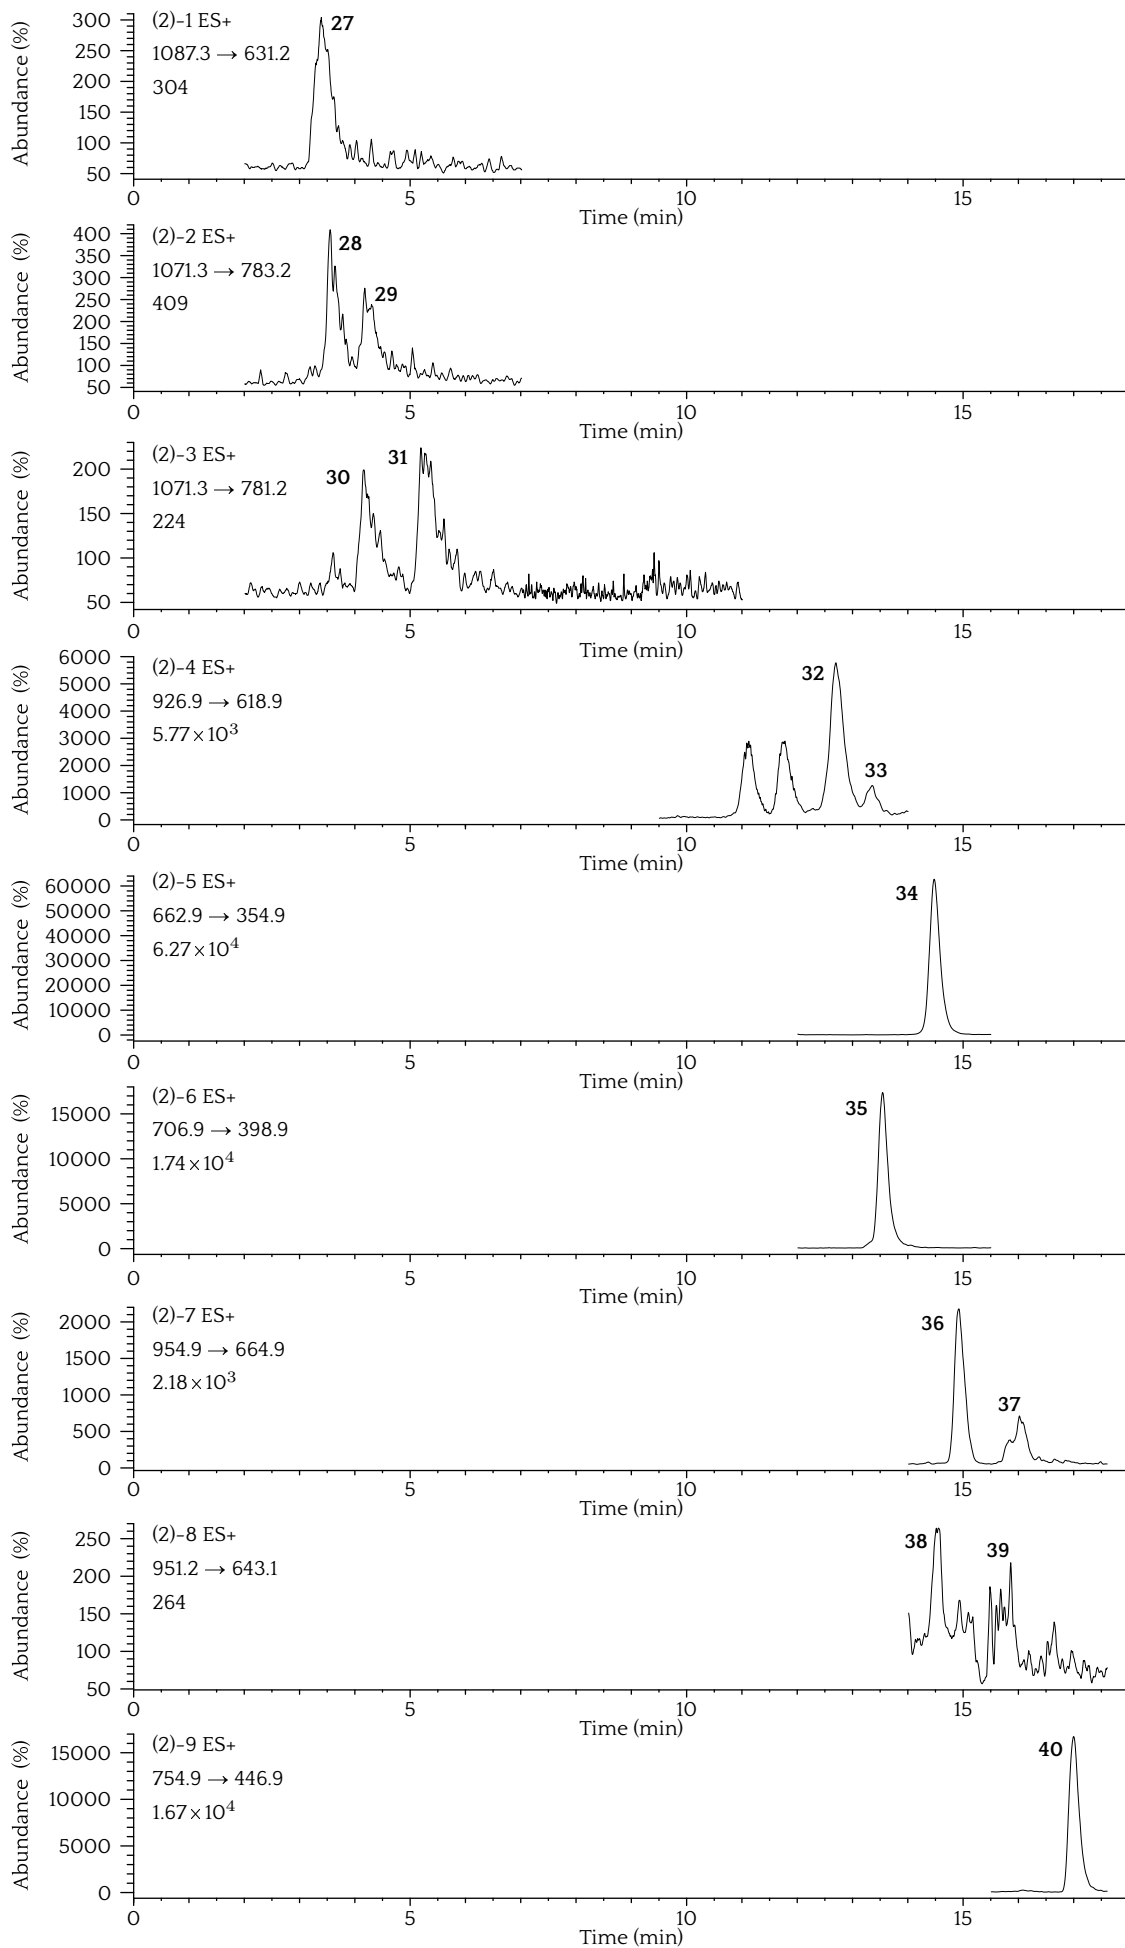 (2)-1 ES+
1087.3 → 631.2
304
27
Abundance (%)
300
250
200
150
100
50
0 5 10 15
Time (min)
(2)-2 ES+
1071.3 → 783.2
409
28
29
Abundance (%)
400
350
300
250
200
150
100
50
0 5 10 15
Time (min)
(2)-3 ES+
1071.3 → 781.2
224
30
31
Abundance (%)
200
150
100
50
0 5 10 15
Time (min)
(2)-4 ES+
926.9 → 618.9
5.77×10³
32
33
Abundance (%)
6000
5000
4000
3000
2000
1000
0
0 5 10 15
Time (min)
(2)-5 ES+
662.9 → 354.9
6.27×10⁴
34
Abundance (%)
60000
50000
40000
30000
20000
10000
0
0 5 10 15
Time (min)
(2)-6 ES+
706.9 → 398.9
1.74×10⁴
35
Abundance (%)
15000
10000
5000
0
0 5 10 15
Time (min)
(2)-7 ES+
954.9 → 664.9
2.18×10³
36
37
Abundance (%)
2000
1500
1000
500
0
0 5 10 15
Time (min)
(2)-8 ES+
951.2 → 643.1
264
38
39
Abundance (%)
250
200
150
100
50
0 5 10 15
Time (min)
(2)-9 ES+
754.9 → 446.9
1.67×10⁴
40
Abundance (%)
15000
10000
5000
0
0 5 10 15
Time (min)